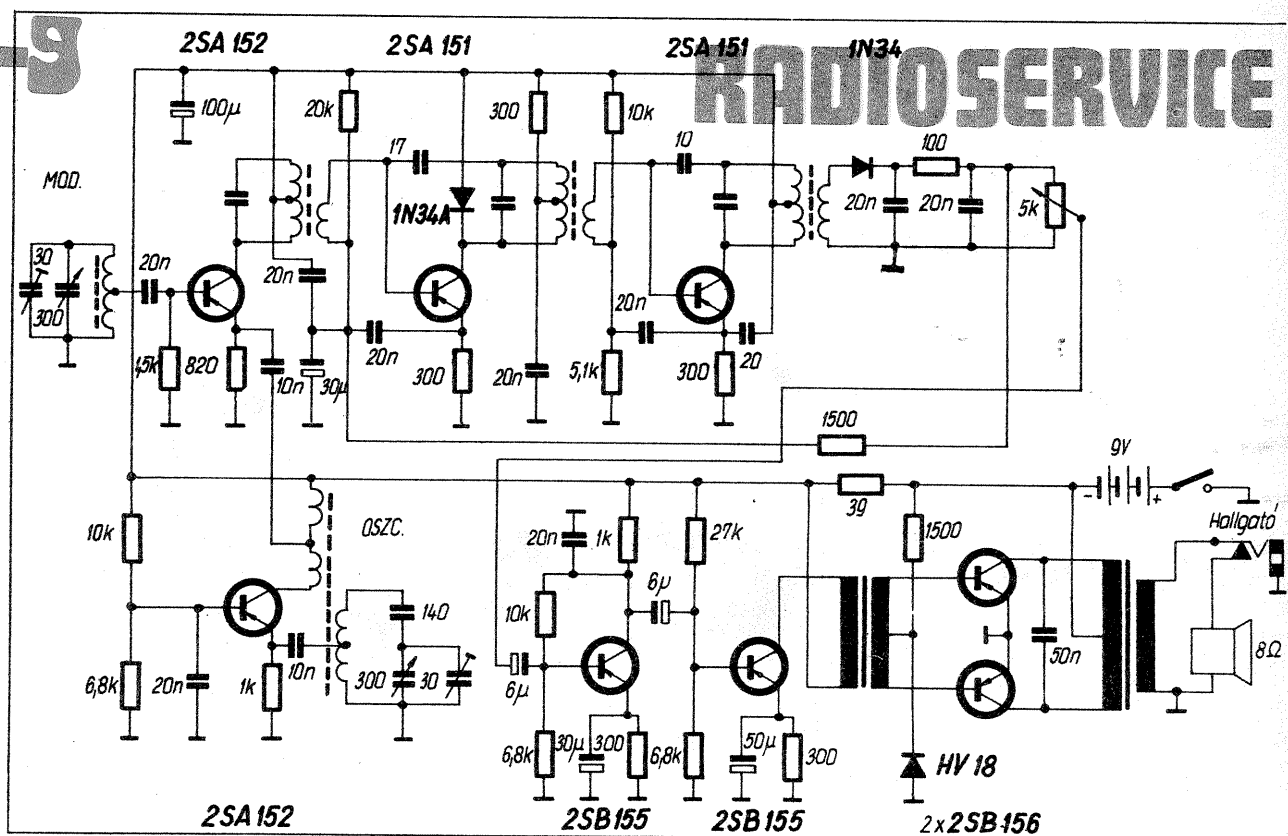 -9
RADIOSERVICE
2SA 152
2SA 151
2SA 151
1N34
100µ
20k
300
10k
17
10
100
MOD.
1N34A
20n
20n
5k
30
300
20n
20n
20n
20n
20
1,5k
820
10n
30µ
300
20n
5,1k
300
1500
9V
- +
39
Hallgató
10k
OSZC.
20n
1k
27k
1500
6µ
10k
140
6,8k
20n
1k
10n
300
30
6µ
50n
8Ω
6,8k
30µ
300
6,8k
50µ
300
HV 18
2SA 152
2SB 155
2SB 155
2x2SB-156